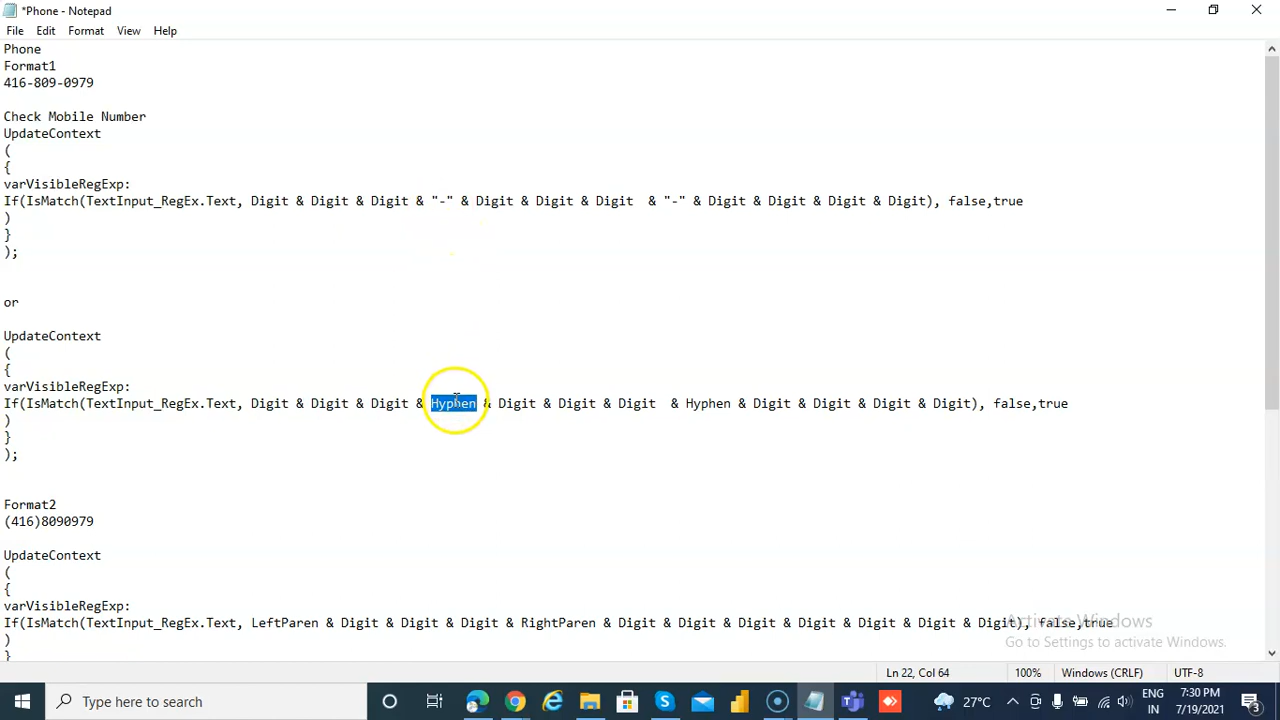 *Phone - Notepad
File Edit Format View Help
Phone
Format1
416-809-0979
Check Mobile Number
UpdateContext
(
{
varVisibleRegExp:
If(IsMatch(TextInput_RegEx.Text, Digit & Digit & Digit & "-" & Digit & Digit & Digit  & "-" & Digit & Digit & Digit & Digit), false,true
)
}
);
or
UpdateContext
(
{
varVisibleRegExp:
If(IsMatch(TextInput_RegEx.Text, Digit & Digit & Digit & Hyphen & Digit & Digit & Digit  & Hyphen & Digit & Digit & Digit & Digit), false,true
)
}
);
Format2
(416)8090979
UpdateContext
(
{
varVisibleRegExp:
If(IsMatch(TextInput_RegEx.Text, LeftParen & Digit & Digit & Digit & RightParen & Digit & Digit & Digit & Digit & Digit & Digit & Digit), false,true
)
}
Activate Windows
Go to Settings to activate Windows.
Ln 22, Col 64 100% Windows (CRLF) UTF-8
Type here to search 27°C ENG 7:30 PM
IN 7/19/2021 3